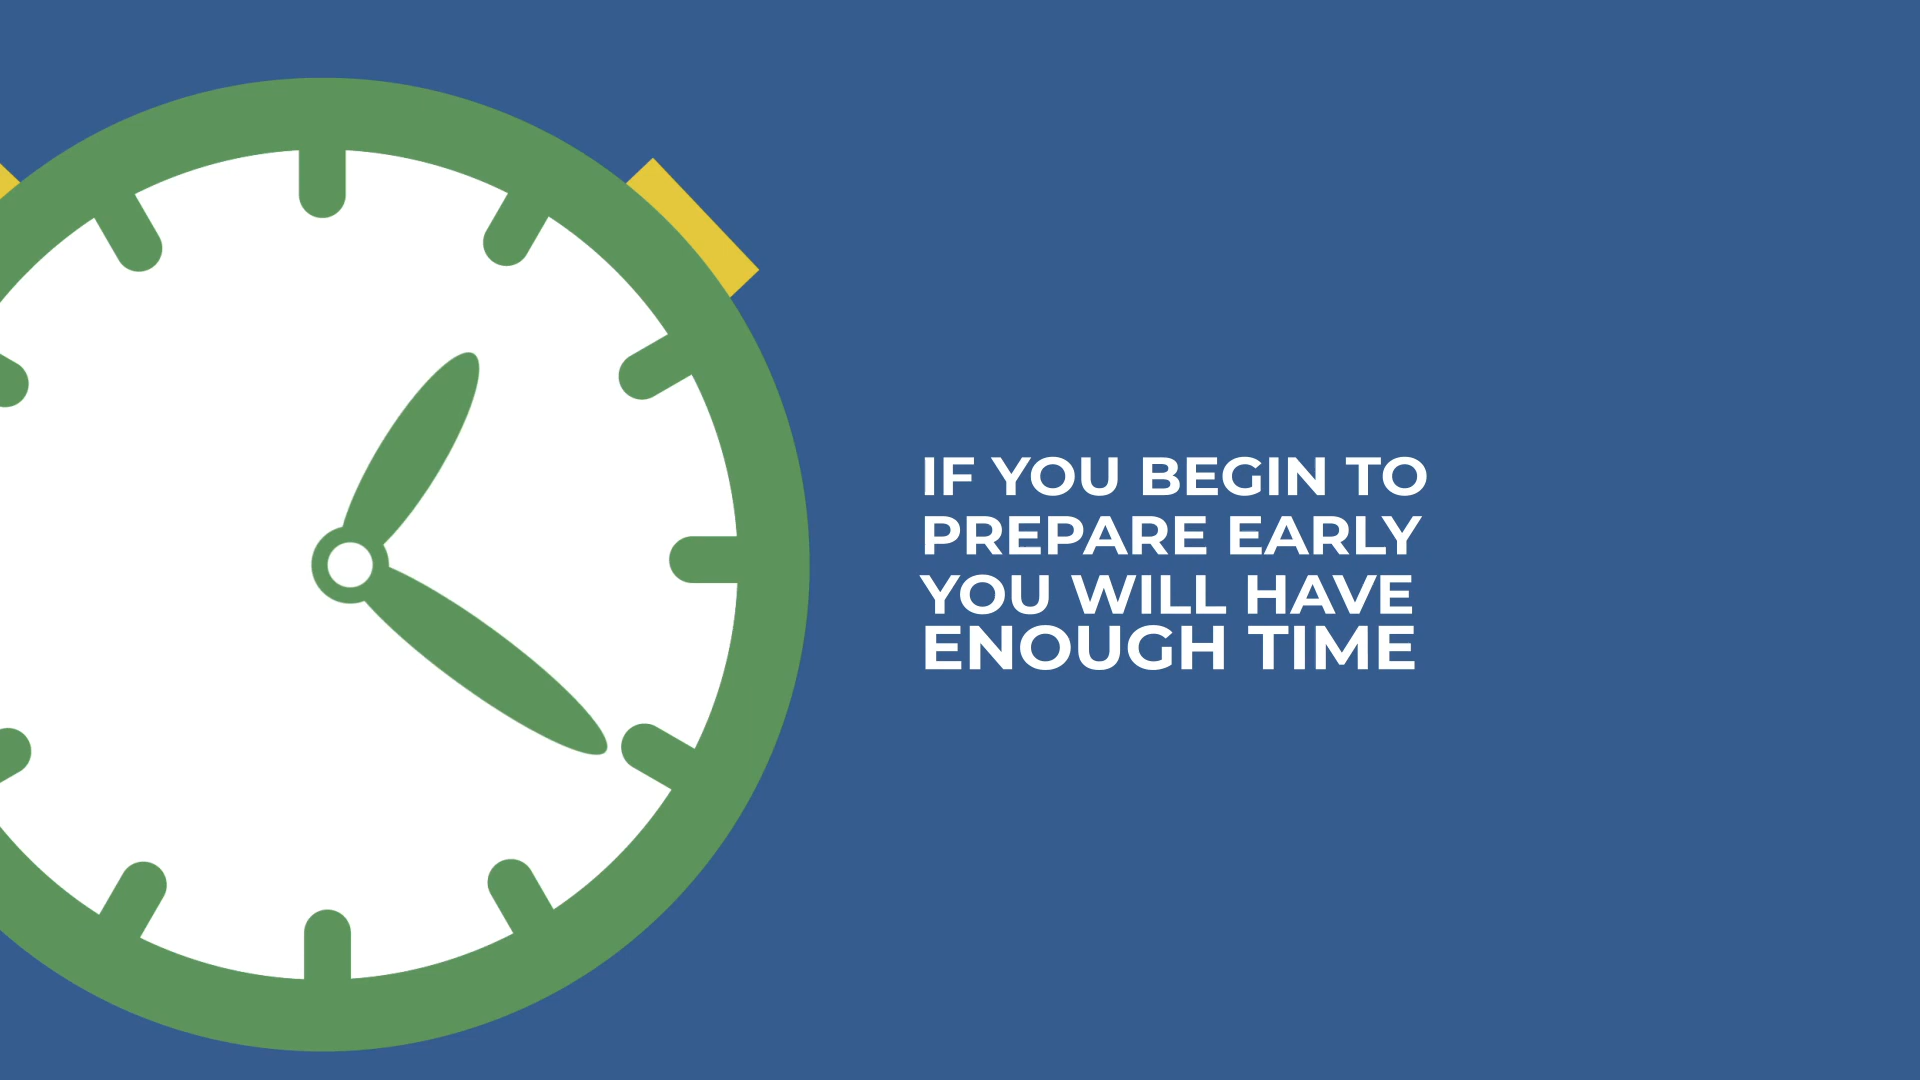 IF YOU BEGIN TO
PREPARE EARLY
YOU WILL HAVE
ENOUGH TIME